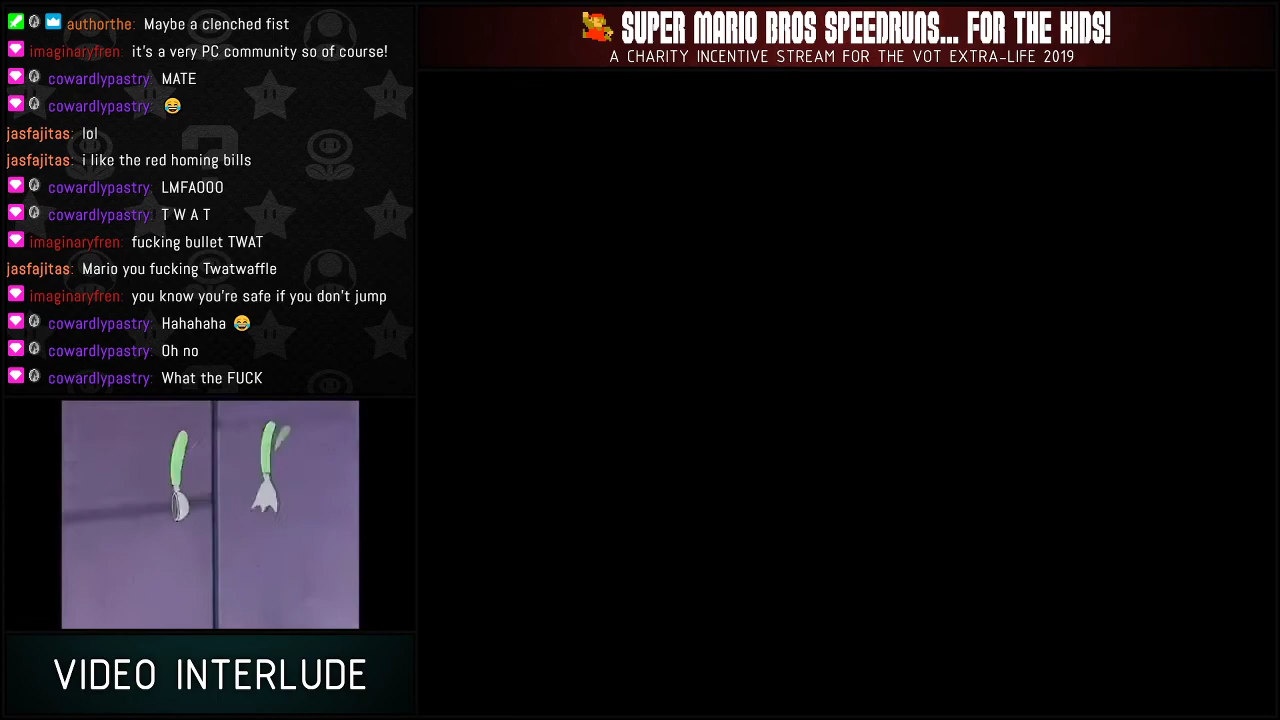 authorthe: Maybe a clenched fist
imaginaryfren: it's a very PC community so of course!
cowardlypastry: MATE
cowardlypastry: 😂
jasfajitas: lol
jasfajitas: i like the red homing bills
cowardlypastry: LMFAOOO
cowardlypastry: T W A T
imaginaryfren: fucking bullet TWAT
jasfajitas: Mario you fucking Twatwaffle
imaginaryfren: you know you're safe if you don't jump
cowardlypastry: Hahahaha 😂
cowardlypastry: Oh no
cowardlypastry: What the FUCK
VIDEO INTERLUDE
SUPER MARIO BROS SPEEDRUNS... FOR THE KIDS!
A CHARITY INCENTIVE STREAM FOR THE VOT EXTRA-LIFE 2019